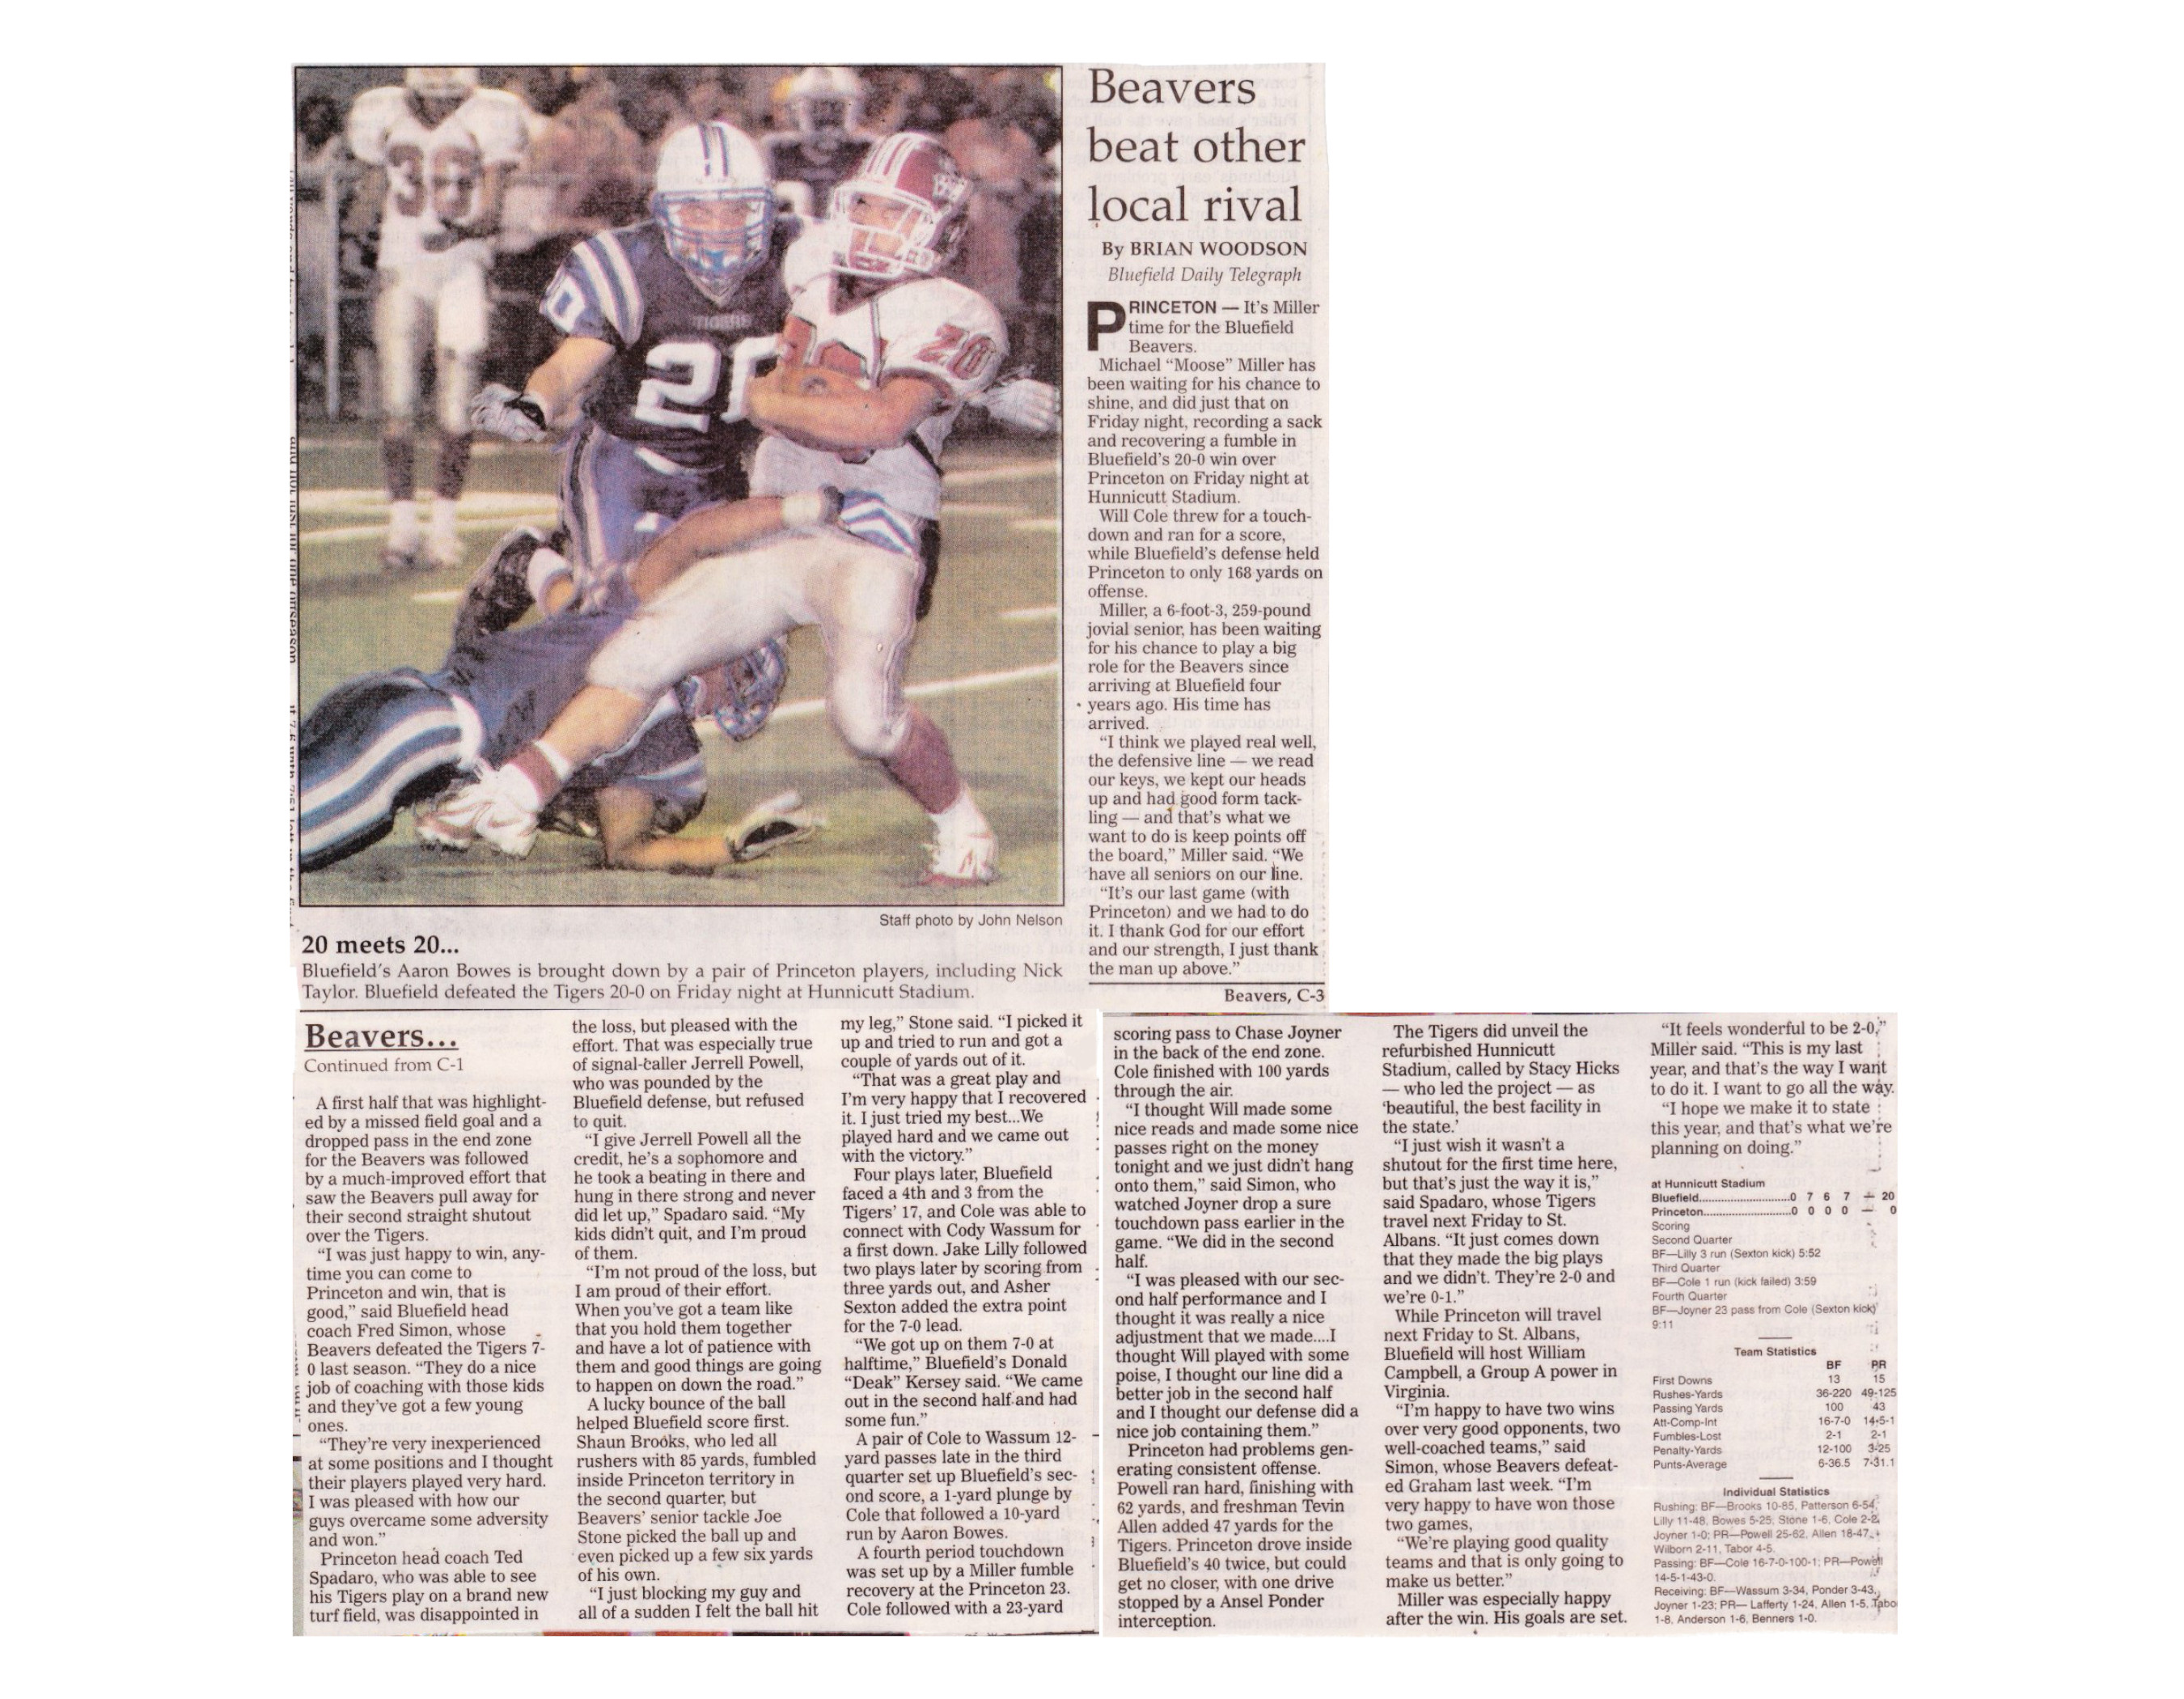 Beavers
beat other
local rival
By BRIAN WOODSON
Bluefield Daily Telegraph
PRINCETON — It's Miller
time for the Bluefield
Beavers.
Michael “Moose” Miller has
been waiting for his chance to
shine, and did just that on
Friday night, recording a sack
and recovering a fumble in
Bluefield's 20-0 win over
Princeton on Friday night at
Hunnicutt Stadium.
Will Cole threw for a touch-
down and ran for a score,
while Bluefield's defense held
Princeton to only 168 yards on
offense.
Miller, a 6-foot-3, 259-pound
jovial senior, has been waiting
for his chance to play a big
role for the Beavers since
arriving at Bluefield four
years ago. His time has
arrived.
“I think we played real well,
the defensive line — we read
our keys, we kept our heads
up and had good form tack-
ling — and that's what we
want to do is keep points off
the board,” Miller said. “We
have all seniors on our line.
“It's our last game (with
Princeton) and we had to do
it. I thank God for our effort
and our strength, I just thank
the man up above.”
Beavers, C-3
TIGERS
20
20
30
Staff photo by John Nelson
20 meets 20...
Bluefield's Aaron Bowes is brought down by a pair of Princeton players, including Nick
Taylor. Bluefield defeated the Tigers 20-0 on Friday night at Hunnicutt Stadium.
Beavers...
Continued from C-1
A first half that was highlight-
ed by a missed field goal and a
dropped pass in the end zone
for the Beavers was followed
by a much-improved effort that
saw the Beavers pull away for
their second straight shutout
over the Tigers.
“I was just happy to win, any-
time you can come to
Princeton and win, that is
good,” said Bluefield head
coach Fred Simon, whose
Beavers defeated the Tigers 7-
0 last season. “They do a nice
job of coaching with those kids
and they've got a few young
ones.
“They're very inexperienced
at some positions and I thought
their players played very hard.
I was pleased with how our
guys overcame some adversity
and won.”
Princeton head coach Ted
Spadaro, who was able to see
his Tigers play on a brand new
turf field, was disappointed in
the loss, but pleased with the
effort. That was especially true
of signal-caller Jerrell Powell,
who was pounded by the
Bluefield defense, but refused
to quit.
“I give Jerrell Powell all the
credit, he's a sophomore and
he took a beating in there and
hung in there strong and never
did let up,” Spadaro said. “My
kids didn't quit, and I'm proud
of them.
“I'm not proud of the loss, but
I am proud of their effort.
When you've got a team like
that you hold them together
and have a lot of patience with
them and good things are going
to happen on down the road.”
A lucky bounce of the ball
helped Bluefield score first.
Shaun Brooks, who led all
rushers with 85 yards, fumbled
inside Princeton territory in
the second quarter, but
Beavers' senior tackle Joe
Stone picked the ball up and
even picked up a few six yards
of his own.
“I just blocking my guy and
all of a sudden I felt the ball hit
my leg,” Stone said. “I picked it
up and tried to run and got a
couple of yards out of it.
“That was a great play and
I'm very happy that I recovered
it. I just tried my best...We
played hard and we came out
with the victory.”
Four plays later, Bluefield
faced a 4th and 3 from the
Tigers' 17, and Cole was able to
connect with Cody Wassum for
a first down. Jake Lilly followed
two plays later by scoring from
three yards out, and Asher
Sexton added the extra point
for the 7-0 lead.
“We got up on them 7-0 at
halftime,” Bluefield's Donald
“Deak” Kersey said. “We came
out in the second half and had
some fun.”
A pair of Cole to Wassum 12-
yard passes late in the third
quarter set up Bluefield's sec-
ond score, a 1-yard plunge by
Cole that followed a 10-yard
run by Aaron Bowes.
A fourth period touchdown
was set up by a Miller fumble
recovery at the Princeton 23.
Cole followed with a 23-yard
scoring pass to Chase Joyner
in the back of the end zone.
Cole finished with 100 yards
through the air.
“I thought Will made some
nice reads and made some nice
passes right on the money
tonight and we just didn't hang
onto them,” said Simon, who
watched Joyner drop a sure
touchdown pass earlier in the
game. “We did in the second
half.
“I was pleased with our sec-
ond half performance and I
thought it was really a nice
adjustment that we made....I
thought Will played with some
poise, I thought our line did a
better job in the second half
and I thought our defense did a
nice job containing them.”
Princeton had problems gen-
erating consistent offense.
Powell ran hard, finishing with
62 yards, and freshman Tevin
Allen added 47 yards for the
Tigers. Princeton drove inside
Bluefield's 40 twice, but could
get no closer, with one drive
stopped by a Ansel Ponder
interception.
The Tigers did unveil the
refurbished Hunnicutt
Stadium, called by Stacy Hicks
— who led the project — as
‘beautiful, the best facility in
the state.’
“I just wish it wasn't a
shutout for the first time here,
but that's just the way it is,”
said Spadaro, whose Tigers
travel next Friday to St.
Albans. “It just comes down
that they made the big plays
and we didn't. They're 2-0 and
we're 0-1.”
While Princeton will travel
next Friday to St. Albans,
Bluefield will host William
Campbell, a Group A power in
Virginia.
“I'm happy to have two wins
over very good opponents, two
well-coached teams,” said
Simon, whose Beavers defeat-
ed Graham last week. “I'm
very happy to have won those
two games,
“We're playing good quality
teams and that is only going to
make us better.”
Miller was especially happy
after the win. His goals are set.
“It feels wonderful to be 2-0,”
Miller said. “This is my last
year, and that's the way I want
to do it. I want to go all the way.
“I hope we make it to state
this year, and that's what we're
planning on doing.”
at Hunnicutt Stadium
Bluefield..............................0 7 6 7 — 20
Princeton.............................0 0 0 0 — 0
Scoring
Second Quarter
BF—Lilly 3 run (Sexton kick) 5:52
Third Quarter
BF—Cole 1 run (kick failed) 3:59
Fourth Quarter
BF—Joyner 23 pass from Cole (Sexton kick)
9:11
Team Statistics
BF PR
First Downs 13 15
Rushes-Yards 36-220 49-125
Passing Yards 100 43
Att-Comp-Int 16-7-0 14-5-1
Fumbles-Lost 2-1 2-1
Penalty-Yards 12-100 3-25
Punts-Average 6-36.5 7-31.1
Individual Statistics
Rushing: BF—Brooks 10-85, Patterson 6-54,
Lilly 11-48, Bowes 5-25, Stone 1-6, Cole 2-2,
Joyner 1-0; PR—Powell 25-62, Allen 18-47,
Wilborn 2-11, Tabor 4-5.
Passing: BF—Cole 16-7-0-100-1; PR—Powell
14-5-1-43-0.
Receiving: BF—Wassum 3-34, Ponder 3-43,
Joyner 1-23; PR— Lafferty 1-24, Allen 1-5, Tabo
1-8, Anderson 1-6, Benners 1-0.